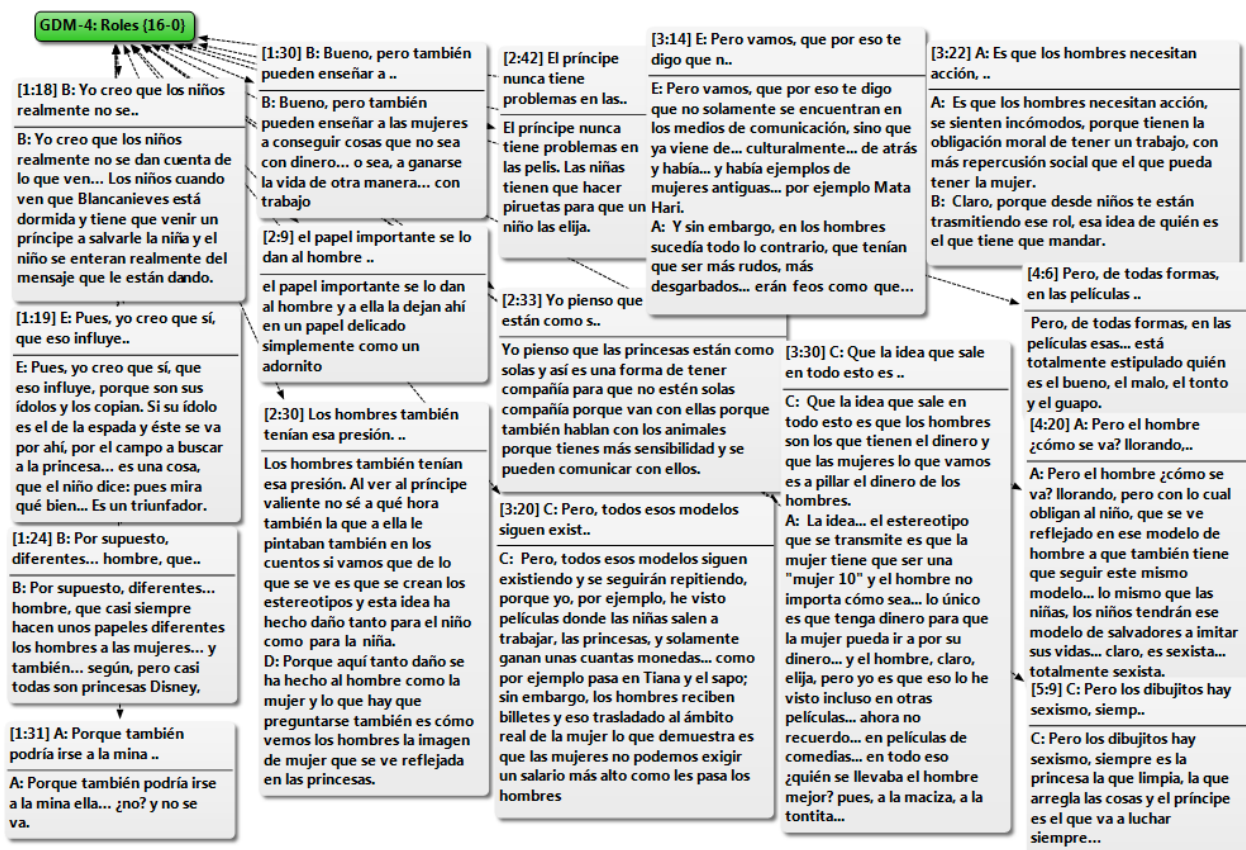 GDM-4: Roles {16-0}
[1:18] B: Yo creo que los niños
realmente no se..
B: Yo creo que los niños
realmente no se dan cuenta de
lo que ven... Los niños cuando
ven que Blancanieves está
dormida y tiene que venir un
príncipe a salvarle la niña y el
niño se enteran realmente del
mensaje que le están dando.
[1:19] E: Pues, yo creo que sí,
que eso influye..
E: Pues, yo creo que sí, que
eso influye, porque son sus
ídolos y los copian. Si su ídolo
es el de la espada y éste se va
por ahí, por el campo a buscar
a la princesa... es una cosa,
que el niño dice: pues mira
qué bien... Es un triunfador.
[1:24] B: Por supuesto,
diferentes... hombre, que..
B: Por supuesto, diferentes...
hombre, que casi siempre
hacen unos papeles diferentes
los hombres a las mujeres... y
también... según, pero casi
todas son princesas Disney,
[1:31] A: Porque también
podría irse a la mina ..
A: Porque también podría irse
a la mina ella... ¿no? y no se
va.
[1:30] B: Bueno, pero también
pueden enseñar a ..
B: Bueno, pero también
pueden enseñar a las mujeres
a conseguir cosas que no sea
con dinero... o sea, a ganarse
la vida de otra manera... con
trabajo
[2:9] el papel importante se lo
dan al hombre ..
el papel importante se lo
dan al hombre y a ella la dejan ahí
en un papel delicado
simplemente como un
adornito
[2:30] Los hombres también
tenían esa presión. ..
Los hombres también tenían
esa presión. Al ver al príncipe
valiente no sé a qué hora
también la que a ella le
pintaban también en los
cuentos si vamos que de lo
que se ve es que se crean los
estereotipos y esta idea ha
hecho daño tanto para el niño
como para la niña.
D: Porque aquí tanto daño se
ha hecho al hombre como la
mujer y lo que hay que
preguntarse también es cómo
vemos los hombres la imagen
de mujer que se ve reflejada
en las princesas.
[2:42] El príncipe
nunca tiene
problemas en las..
El príncipe nunca
tiene problemas en
las pelis. Las niñas
tienen que hacer
piruetas para que un
niño las elija.
[2:33] Yo pienso que
están como s..
Yo pienso que las princesas están como
solas y así es una forma de tener
compañía para que no estén solas
compañía porque van con ellas porque
también hablan con los animales
porque tienes más sensibilidad y se
pueden comunicar con ellos.
[3:20] C: Pero, todos esos modelos
siguen exist..
C: Pero, todos esos modelos siguen
existiendo y se seguirán repitiendo,
porque yo, por ejemplo, he visto
películas donde las niñas salen a
trabajar, las princesas, y solamente
ganan unas cuantas monedas... como
por ejemplo pasa en Tiana y el sapo;
sin embargo, los hombres reciben
billetes y eso trasladado al ámbito
real de la mujer lo que demuestra es
que las mujeres no podemos exigir
un salario más alto como les pasa los
hombres
[3:14] E: Pero vamos, que por eso te
digo que n..
E: Pero vamos, que por eso te digo
que no solamente se encuentran en
los medios de comunicación, sino que
ya viene de... culturalmente... de atrás
y había... y había ejemplos de
mujeres antiguas... por ejemplo Mata
Hari.
A: Y sin embargo, en los hombres
sucedía todo lo contrario, que tenían
que ser más rudos, más
desgarbados... erán feos como que...
[3:30] C: Que la idea que sale
en todo esto es ..
C: Que la idea que sale en
todo esto es que los hombres
son los que tienen el dinero y
que las mujeres lo que vamos
es a pillar el dinero de los
hombres.
A: La idea... el estereotipo
que se transmite es que la
mujer tiene que ser una
"mujer 10" y el hombre no
importa cómo sea... lo único
es que tenga dinero para que
la mujer pueda ir a por su
dinero... y el hombre, claro,
elija, pero yo es que eso lo he
visto incluso en otras
películas... ahora no
recuerdo... en películas de
comedias... en todo eso
¿quién se llevaba el hombre
mejor? pues, a la maciza, a la
tontita...
[3:22] A: Es que los hombres necesitan
acción, ..
A: Es que los hombres necesitan acción,
se sienten incómodos, porque tienen la
obligación moral de tener un trabajo, con
más repercusión social que el que pueda
tener la mujer.
B: Claro, porque desde niños te están
trasmitiendo ese rol, esa idea de quién es
el que tiene que mandar.
[4:6] Pero, de todas formas,
en las películas ..
Pero, de todas formas, en las
películas esas... está
totalmente estipulado quién
es el bueno, el malo, el tonto
y el guapo.
[4:20] A: Pero el hombre
¿cómo se va? llorando,..
A: Pero el hombre ¿cómo se
va? llorando, pero con lo cual
obligan al niño, que se ve
reflejado en ese modelo de
hombre a que también tiene
que seguir este mismo
modelo... lo mismo que las
niñas, los niños tendrán ese
modelo de salvadores a imitar
sus vidas... claro, es sexista...
totalmente sexista.
[5:9] C: Pero los dibujitos hay
sexismo, siemp..
C: Pero los dibujitos hay
sexismo, siempre es la
princesa la que limpia, la que
arregla las cosas y el príncipe
es el que va a luchar
siempre...